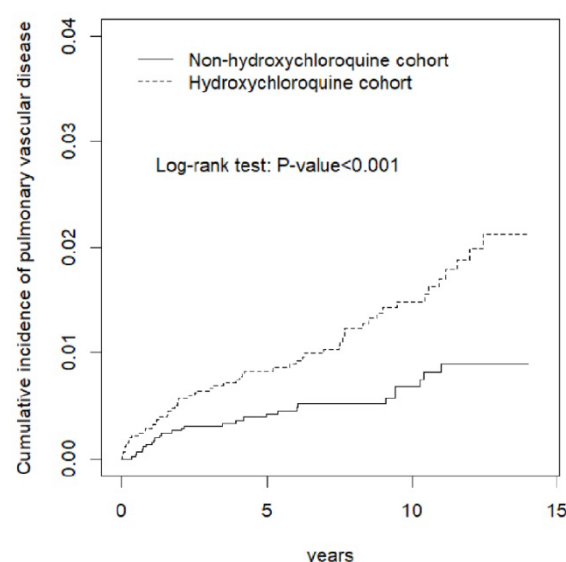 Cumulative incidence of pulmonary vascular disease
0.04
0.03
0.02
0.01
0.00
Non-hydroxychloroquine cohort
Hydroxychloroquine cohort
Log-rank test: P-value<0.001
0 5 10 15
years